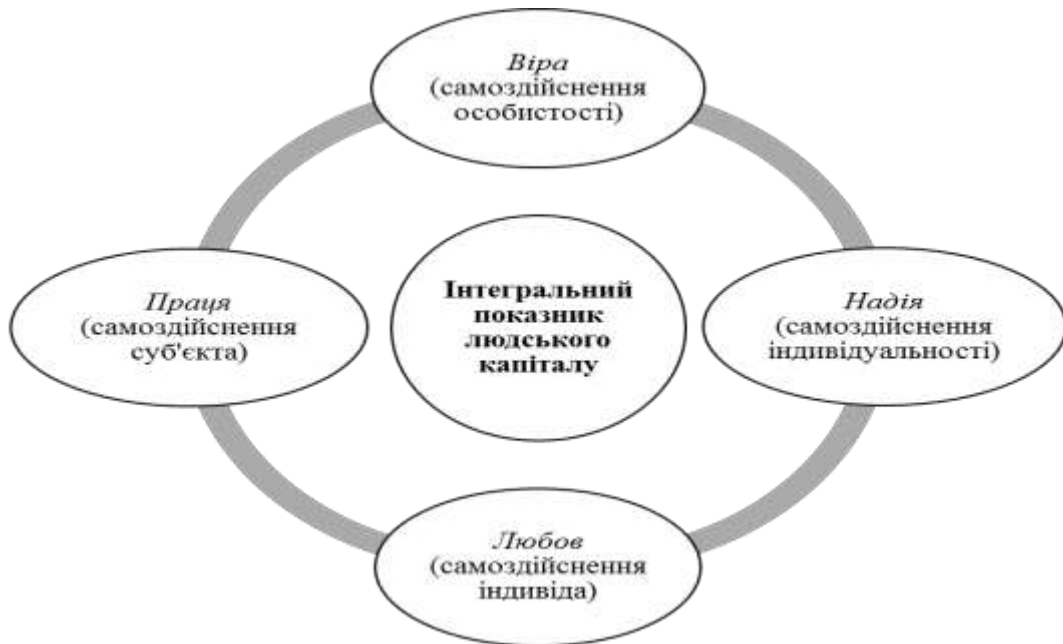 Віра
(самоздійснення
особистості)
Праця
(самоздійснення
суб'єкта)
Інтегральний
показник
людського
капіталу
Надія
(самоздійснення
індивідуальності)
Любов
(самоздійснення
індивіда)